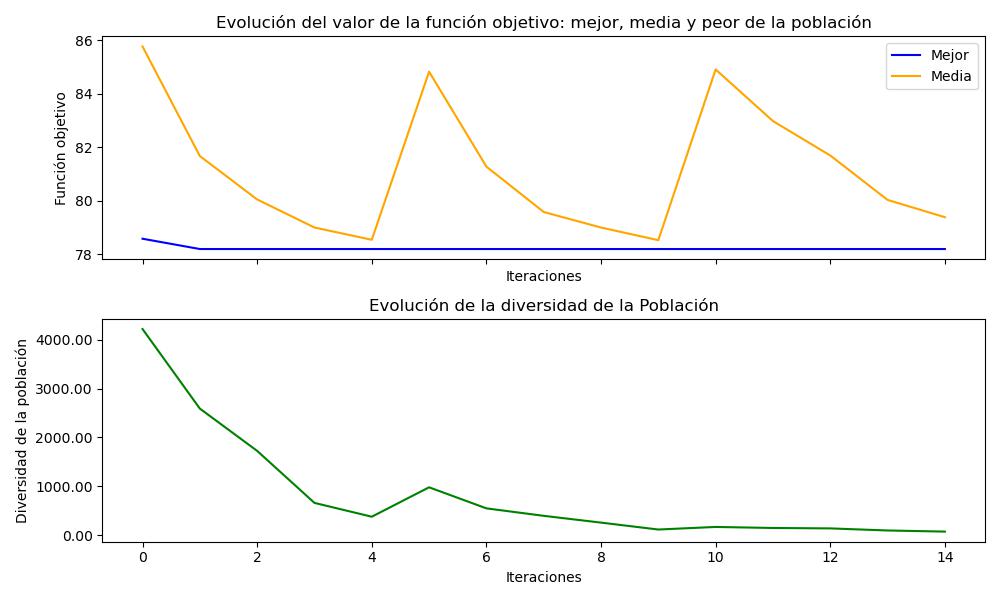 Evolución del valor de la función objetivo: mejor, media y peor de la población
86
84
82
80
78
Función objetivo
Mejor
Media
Iteraciones
Evolución de la diversidad de la Población
4000.00
3000.00
2000.00
1000.00
0.00
Diversidad de la población
0 2 4 6 8 10 12 14
Iteraciones